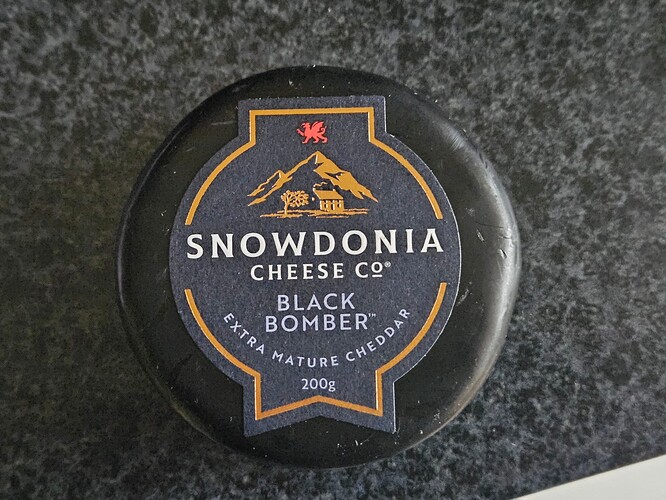 SNOWDONIA
CHEESE Cº®
BLACK
BOMBER™
EXTRA MATURE CHEDDAR
200g